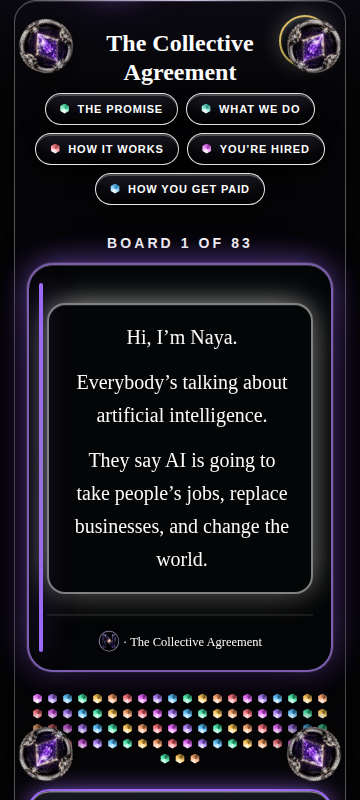 The Collective
Agreement
THE PROMISE
WHAT WE DO
HOW IT WORKS
YOU'RE HIRED
HOW YOU GET PAID
BOARD 1 OF 83
Hi, I’m Naya.
Everybody’s talking about
artificial intelligence.
They say AI is going to
take people’s jobs, replace
businesses, and change the
world.
· The Collective Agreement